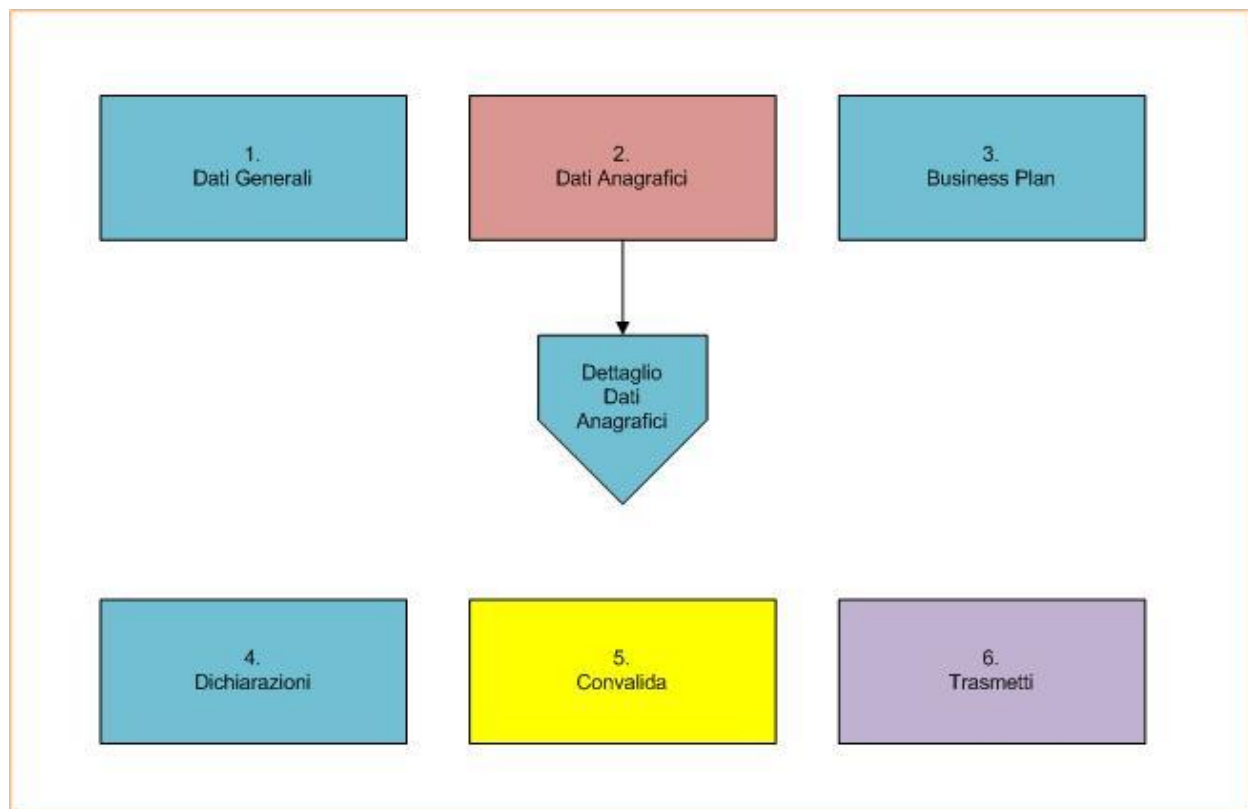 1.
Dati Generali
2.
Dati Anagrafici
3.
Business Plan
Dettaglio
Dati
Anagrafici
4.
Dichiarazioni
5.
Convalida
6.
Trasmetti